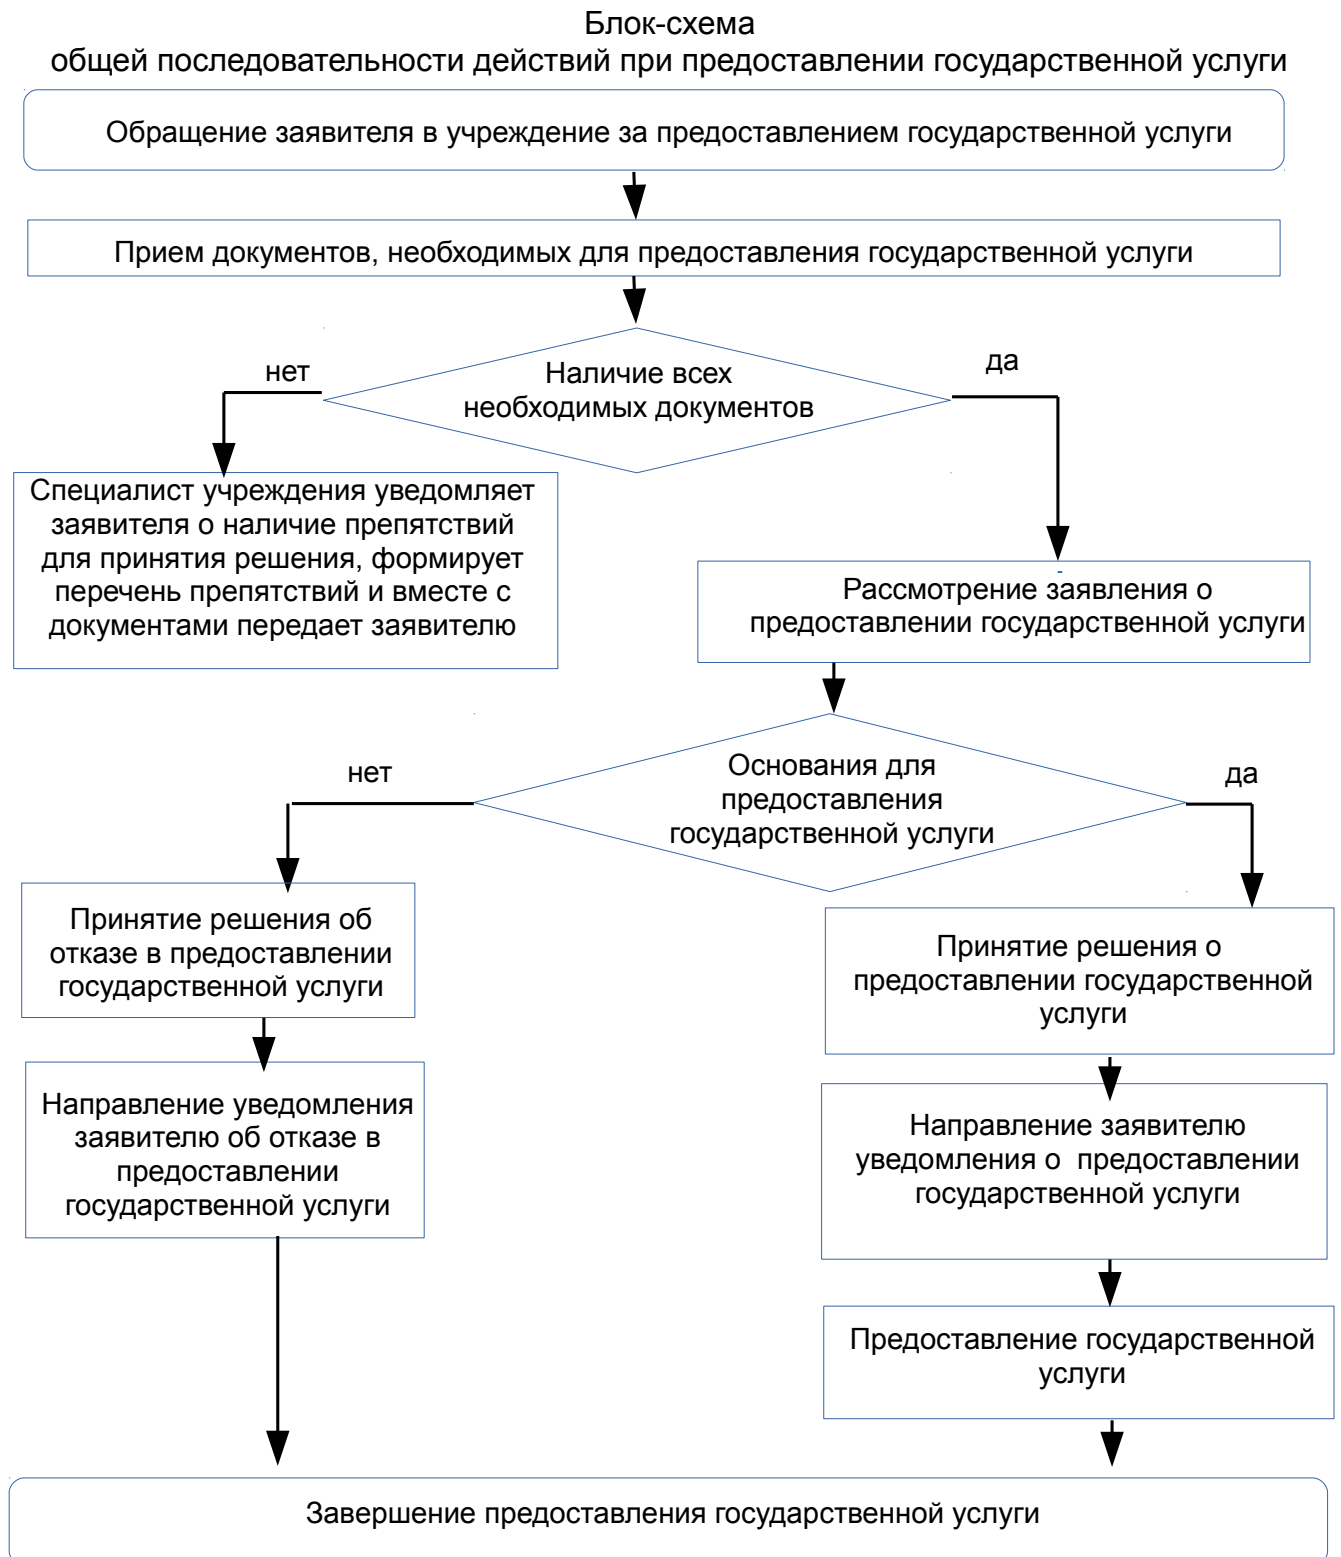 Блок-схема
общей последовательности действий при предоставлении государственной услуги
Обращение заявителя в учреждение за предоставлением государственной услуги
Прием документов, необходимых для предоставления государственной услуги
нет
Наличие всех
необходимых документов
да
Специалист учреждения уведомляет
заявителя о наличие препятствий
для принятия решения, формирует
перечень препятствий и вместе с
документами передает заявителю
Рассмотрение заявления о
предоставлении государственной услуги
нет
Основания для
предоставления
государственной услуги
да
Принятие решения об
отказе в предоставлении
государственной услуги
Принятие решения о
предоставлении государственной
услуги
Направление уведомления
заявителю об отказе в
предоставлении
государственной услуги
Направление заявителю
уведомления о  предоставлении
государственной услуги
Предоставление государственной
услуги
Завершение предоставления государственной услуги